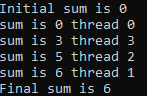 Initial sum is 0
sum is 0 thread 0
sum is 3 thread 3
sum is 5 thread 2
sum is 6 thread 1
Final sum is 6